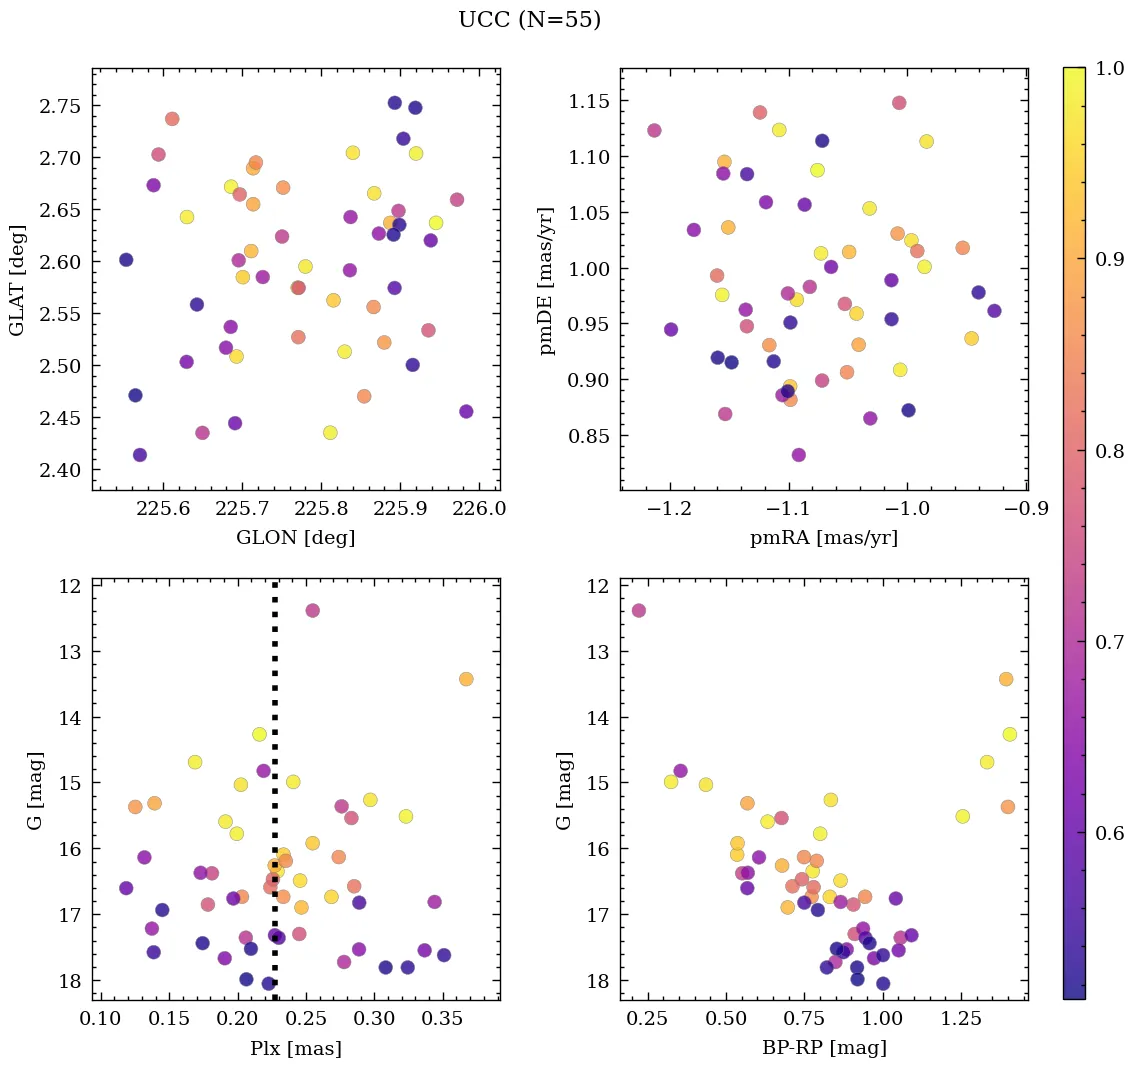 UCC (N=55)
2.75
2.70
2.65
2.60
2.55
2.50
2.45
2.40
GLAT [deg]
225.6 225.7 225.8 225.9 226.0
GLON [deg]
1.15
1.10
1.05
1.00
0.95
0.90
0.85
pmDE [mas/yr]
−1.2 −1.1 −1.0 −0.9
pmRA [mas/yr]
12
13
14
15
16
17
18
G [mag]
0.10 0.15 0.20 0.25 0.30 0.35
Plx [mas]
12
13
14
15
16
17
18
G [mag]
0.25 0.50 0.75 1.00 1.25
BP-RP [mag]
1.0
0.9
0.8
0.7
0.6